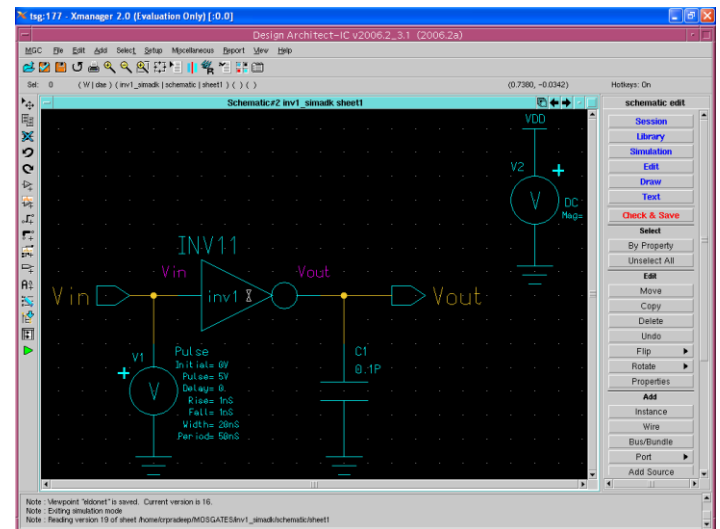 tsg:177 - Xmanager 2.0 (Evaluation Only) [:0.0]
Design Architect-IC v2006.2_3.1 (2006.2a)
MGC File Edit Add Select Setup Miscellaneous Report View Help
Sel: 0 ( W | dae ) ( inv1_simadk | schematic | sheet1 ) ( ) ( ) (0.7380, -0.0342) Hotkeys: On
Schematic#2 inv1_simadk sheet1
schematic edit
Session
Library
Simulation
Edit
Draw
Text
Check & Save
Select
By Property
Unselect All
Edit
Move
Copy
Delete
Undo
Flip
Rotate
Properties
Add
Instance
Wire
Bus/Bundle
Port
Add Source
VDD
V2
+
V
DC
Mag=
INV11
Vin
Vout
Vin
inv1
Vout
V1
+
V
Pulse
Initial= 0V
Pulse= 5V
Delay= 0.
Rise= 1nS
Fall= 1nS
Width= 20nS
Period= 50nS
C1
0.1P
Note : Viewpoint "eldonet" is saved. Current version is 16.
Note : Exiting simulation mode
Note : Reading version 19 of sheet /home/crpradeep/MOSGATES/inv1_simadk/schematic/sheet1